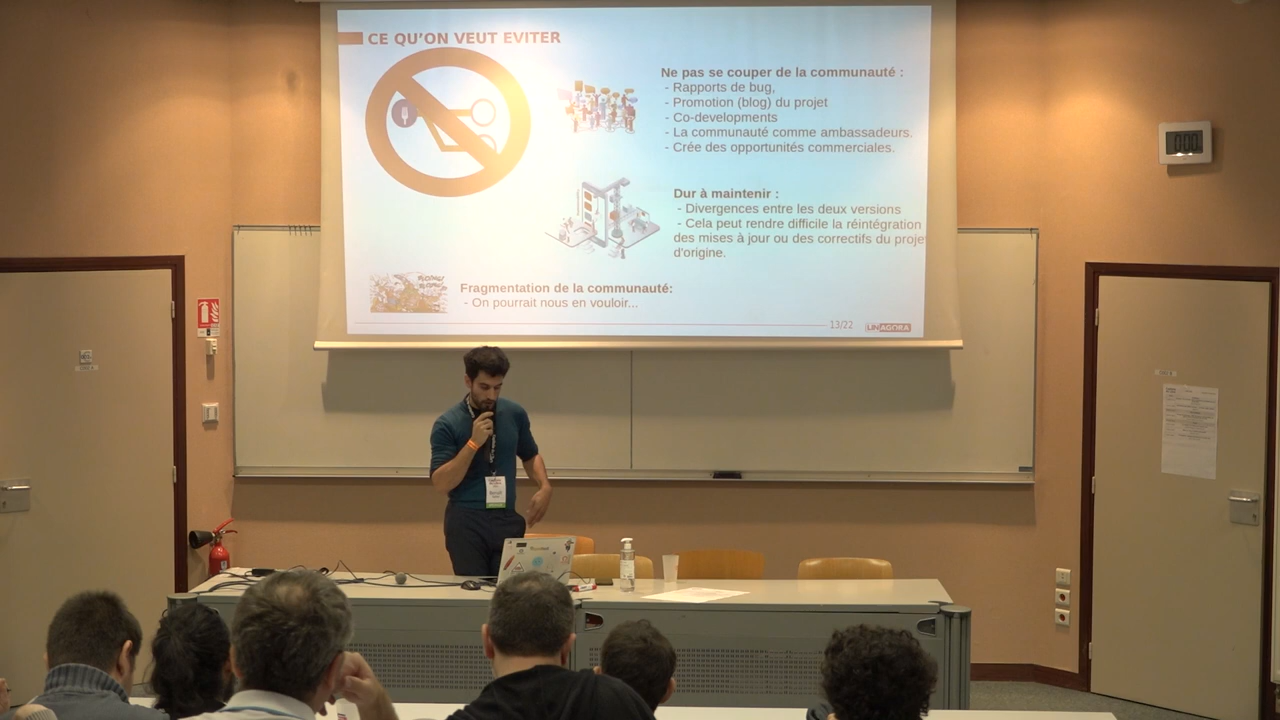 CE QU’ON VEUT EVITER
Ne pas se couper de la communauté :
- Rapports de bug,
- Promotion (blog) du projet
- Co-developments
- La communauté comme ambassadeurs.
- Crée des opportunités commerciales.
Dur à maintenir :
- Divergences entre les deux versions
- Cela peut rendre difficile la réintégration
des mises à jour ou des correctifs du proje
d'origine.
Fragmentation de la communauté:
- On pourrait nous en vouloir...
13/22
LINAGORA